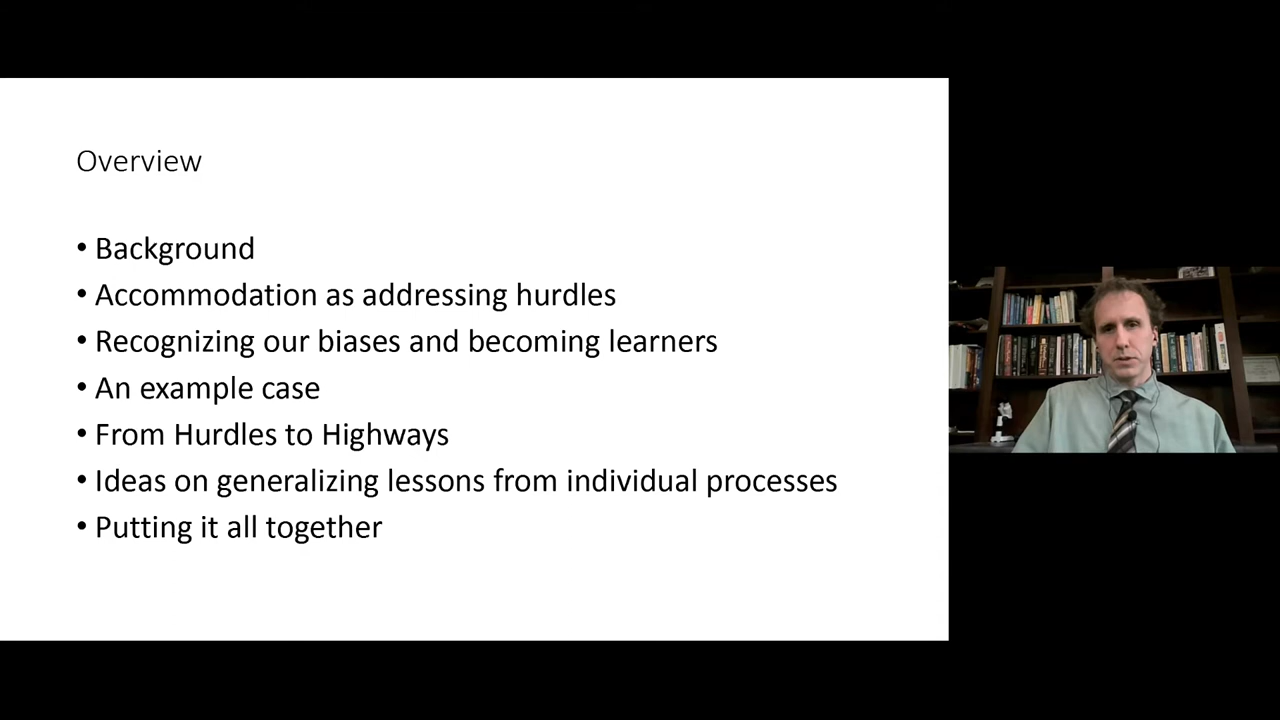 Overview
• Background
• Accommodation as addressing hurdles
• Recognizing our biases and becoming learners
• An example case
• From Hurdles to Highways
• Ideas on generalizing lessons from individual processes
• Putting it all together